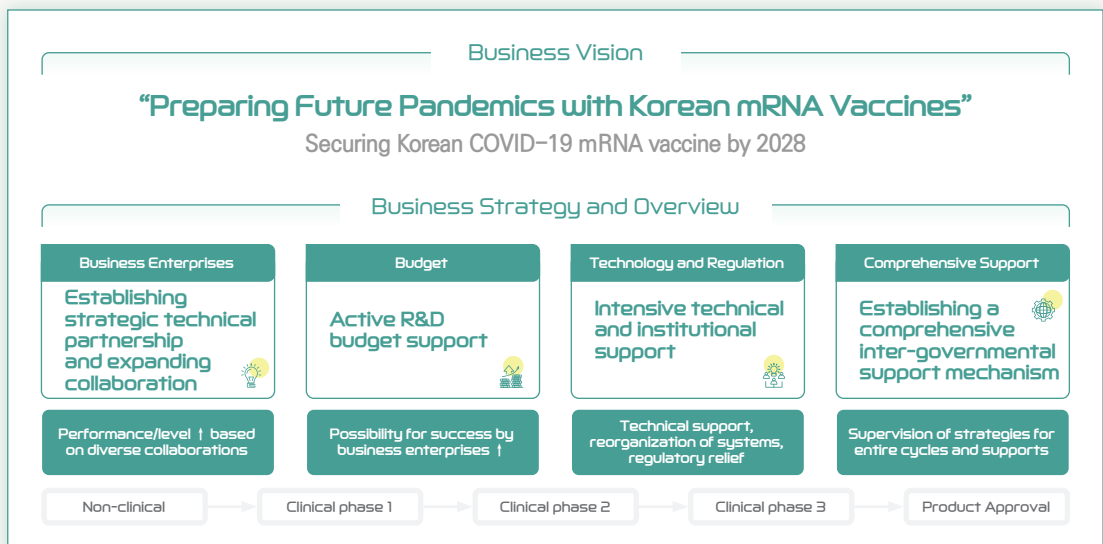 Business Vision
“Preparing Future Pandemics with Korean mRNA Vaccines”
Securing Korean COVID-19 mRNA vaccine by 2028
Business Strategy and Overview
Business Enterprises
Establishing
strategic technical
partnership
and expanding
collaboration
Performance/level ↑ based
on diverse collaborations
Budget
Active R&D
budget support
Possibility for success by
business enterprises ↑
Technology and Regulation
Intensive technical
and institutional
support
Technical support,
reorganization of systems,
regulatory relief
Comprehensive Support
Establishing a
comprehensive
inter-governmental
support mechanism
Supervision of strategies for
entire cycles and supports
Non-clinical
Clinical phase 1
Clinical phase 2
Clinical phase 3
Product Approval